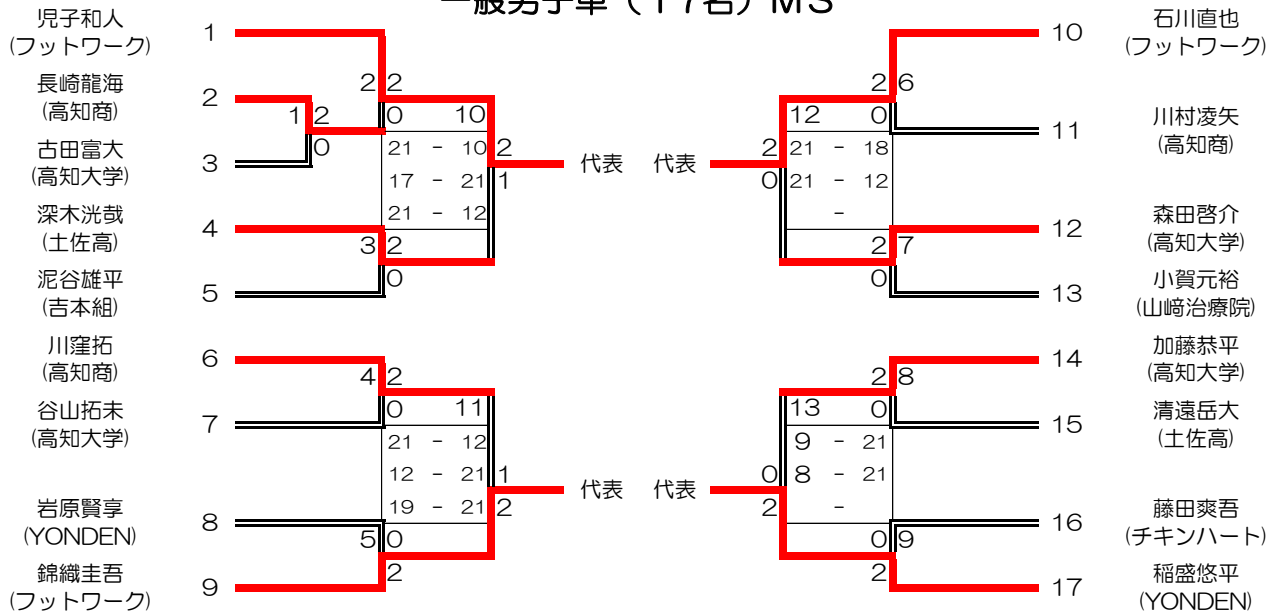 一般男子単（１７名）ＭＳ
児子和人
(フットワーク)
1
長崎龍海
(高知商)
2
古田富大
(高知大学)
3
深木洸哉
(土佐高)
4
泥谷雄平
(吉本組)
5
川窪拓
(高知商)
6
谷山拓未
(高知大学)
7
岩原賢享
(YONDEN)
8
錦織圭吾
(フットワーク)
9
1 2
0
2 2
0 10
21 - 10 2
17 - 21 1
21 - 12
3 2
0
代表
4 2
0 11
21 - 12
12 - 21 1
19 - 21 2
5 0
2
代表
2 6
12 0
2 21 - 18
0 21 - 12
-
2 7
0
代表
2 8
13 0
9 - 21
0 8 - 21
2 -
0 9
2
代表
10
石川直也
(フットワーク)
11
川村凌矢
(高知商)
12
森田啓介
(高知大学)
13
小賀元裕
(山﨑治療院)
14
加藤恭平
(高知大学)
15
清遠岳大
(土佐高)
16
藤田爽吾
(チキンハート)
17
稲盛悠平
(YONDEN)